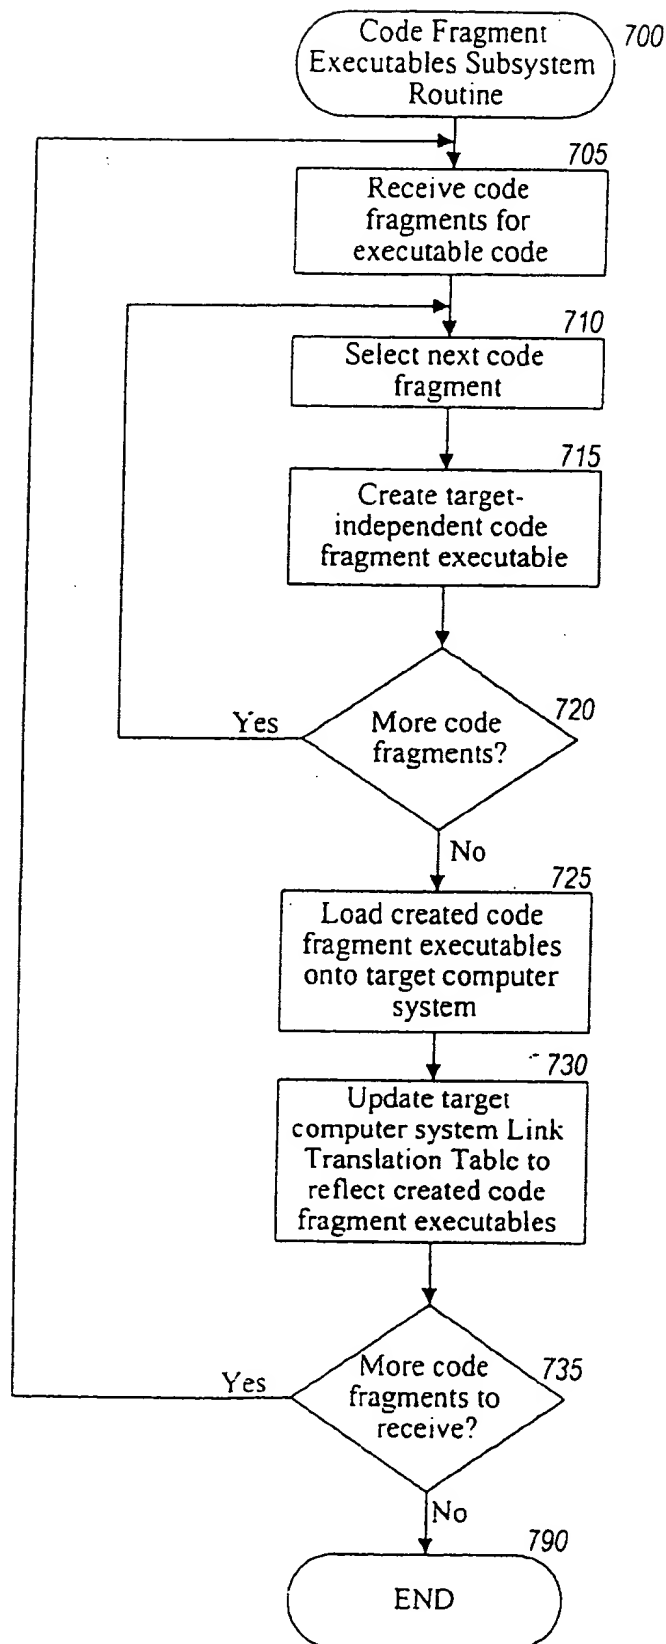 Code Fragment
Executables Subsystem
Routine
700
705
Receive code
fragments for
executable code
710
Select next code
fragment
715
Create target-
independent code
fragment executable
720
More code
fragments?
Yes
No
725
Load created code
fragment executables
onto target computer
system
730
Update target
computer system Link
Translation Table to
reflect created code
fragment executables
735
More code
fragments to
receive?
Yes
No
790
END